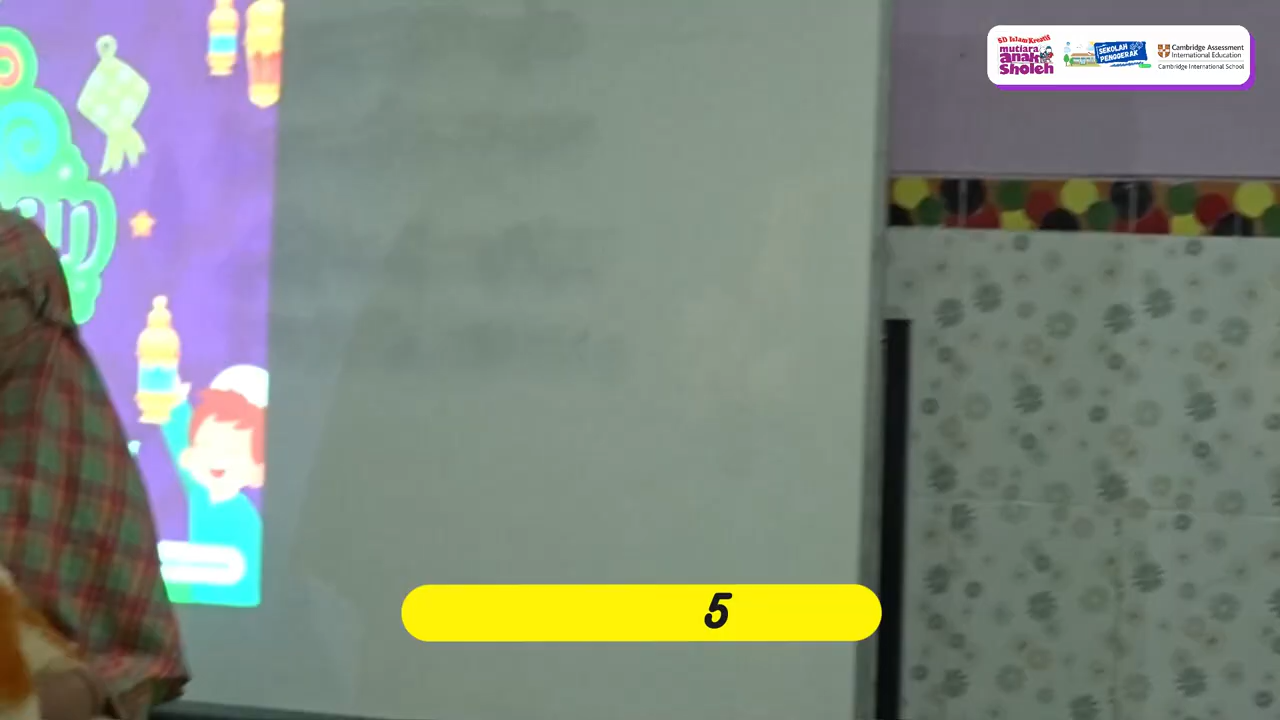 SD Islam Kreatif
mutiara
anak
Sholeh
SEKOLAH
PENGGERAK
Cambridge Assessment
International Education
Cambridge International School
5